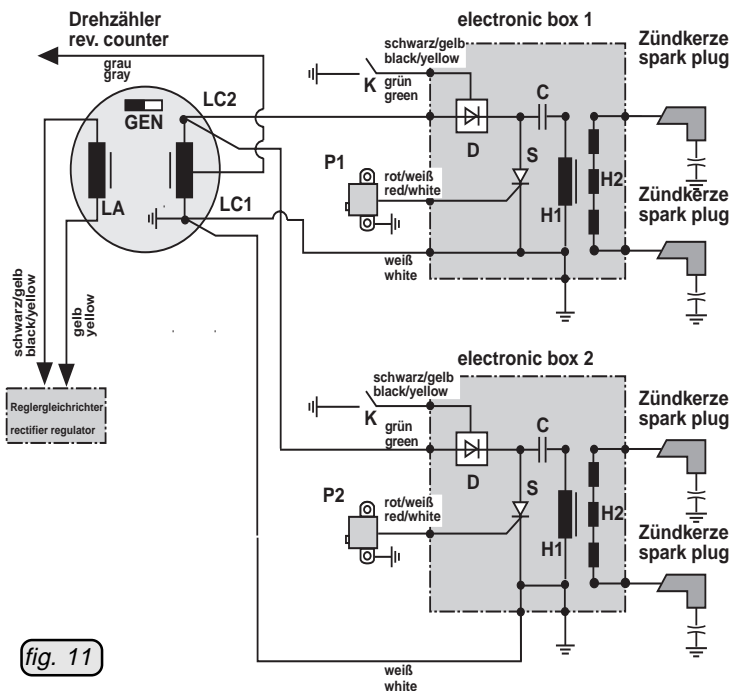 Drehzähler
rev. counter
grau
gray
GEN
LC2
LA
LC1
schwarz/gelb
black/yellow
gelb
yellow
Reglergleichrichter
rectifier regulator
electronic box 1
schwarz/gelb
black/yellow
K
grün
green
D
C
S
H1
H2
P1
rot/weiß
red/white
weiß
white
Zündkerze
spark plug
Zündkerze
spark plug
electronic box 2
schwarz/gelb
black/yellow
K
grün
green
D
C
S
H1
H2
P2
rot/weiß
red/white
Zündkerze
spark plug
Zündkerze
spark plug
weiß
white
fig. 11